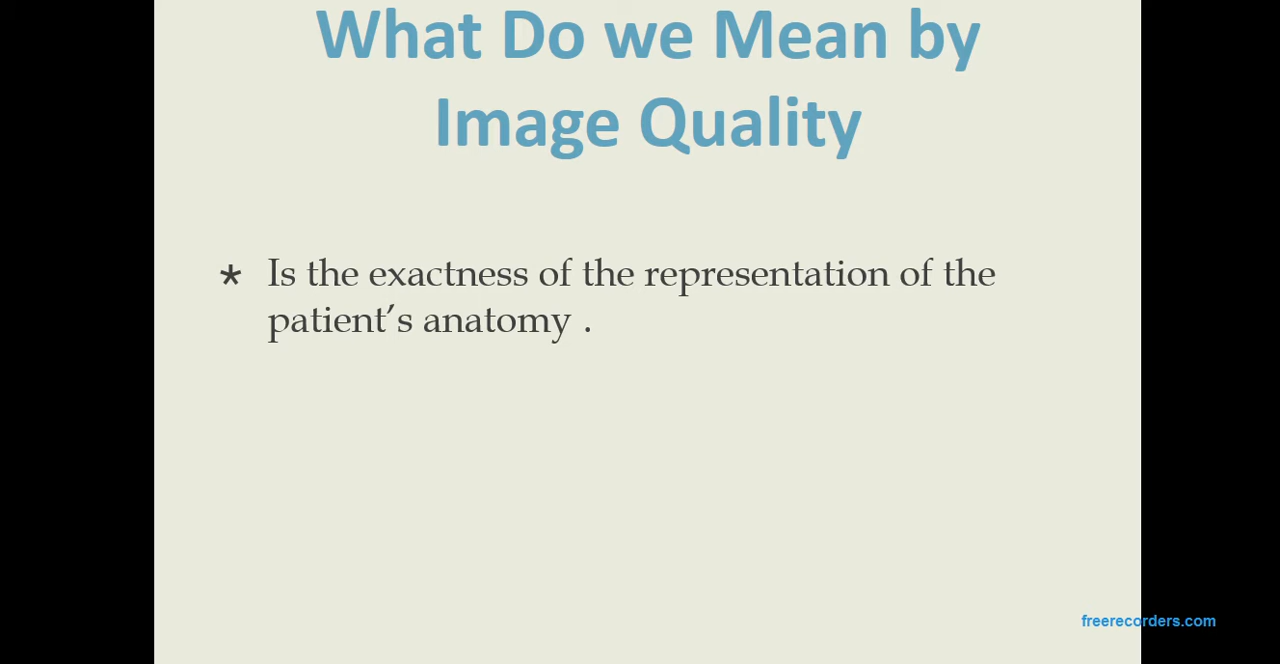 What Do we Mean by
Image Quality
* Is the exactness of the representation of the
patient’s anatomy .
freerecorders.com